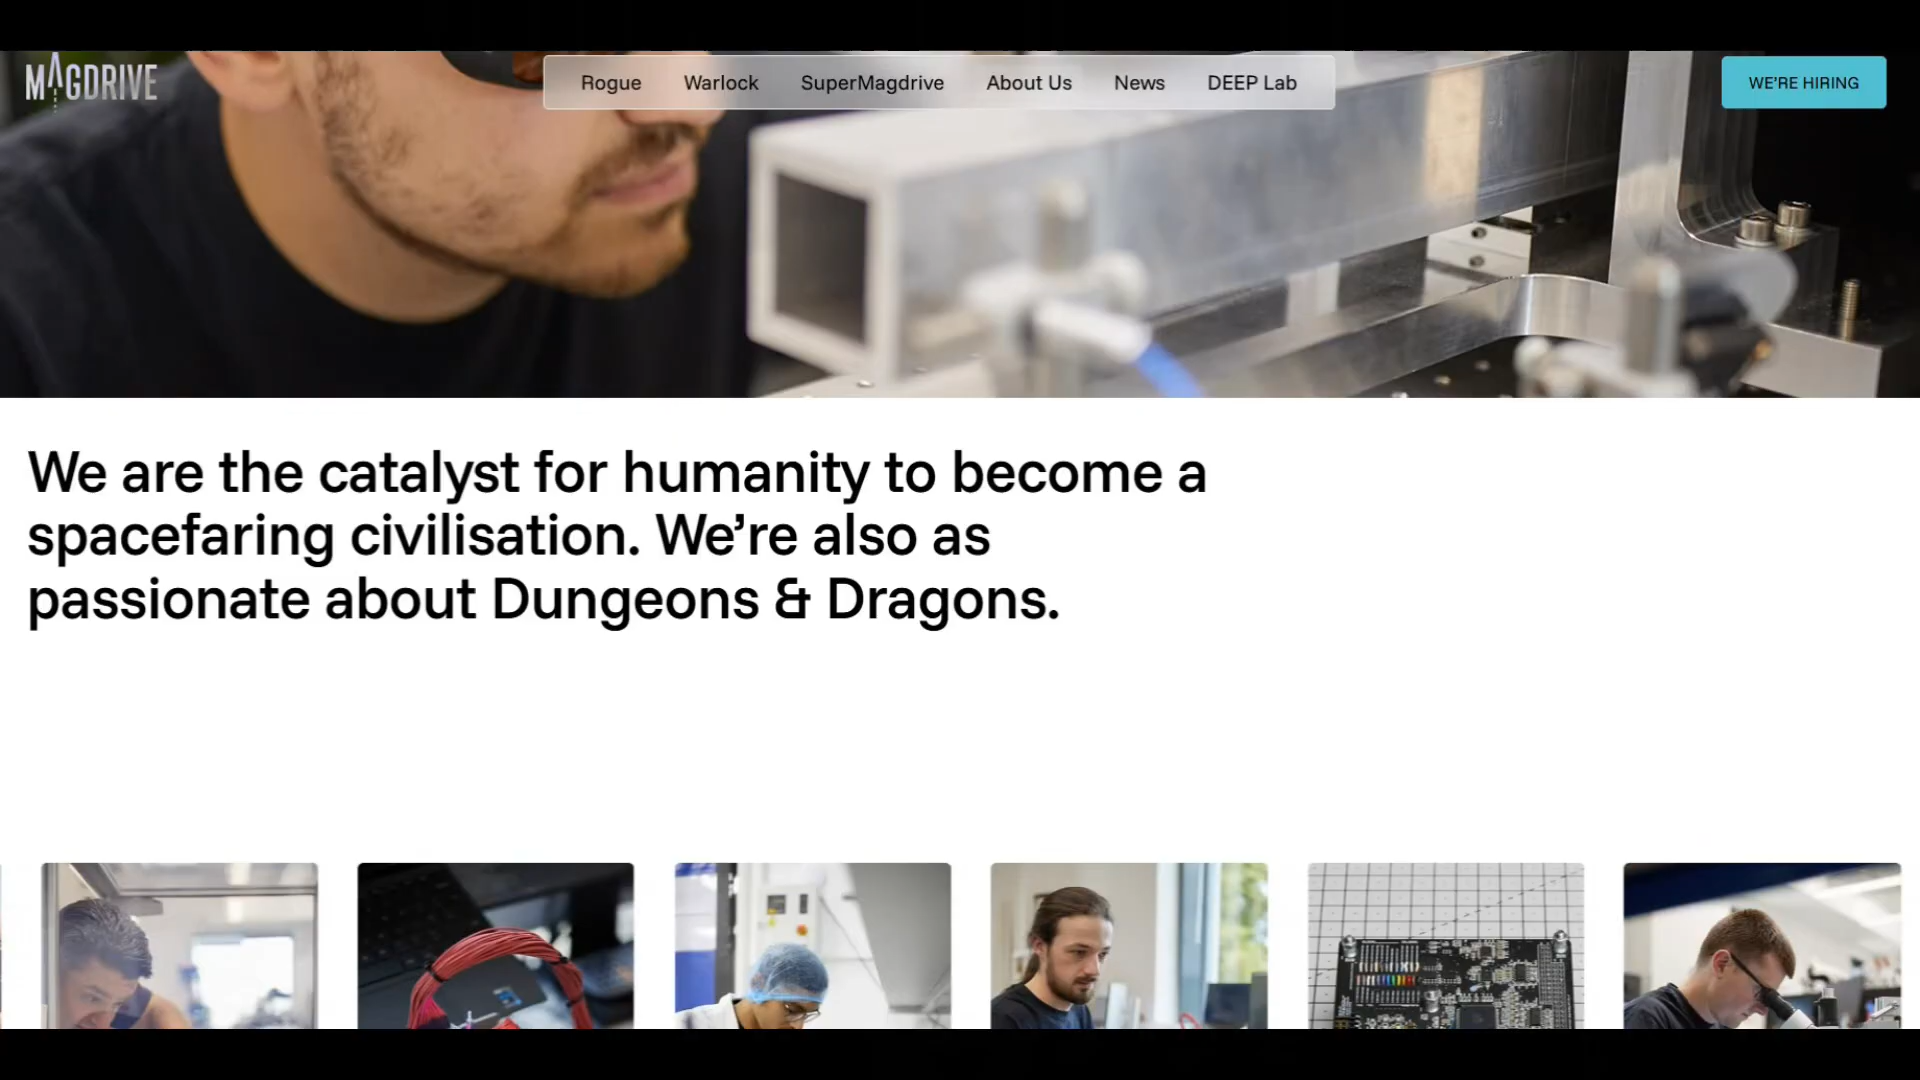 MAGDRIVE
Rogue Warlock SuperMagdrive About Us News DEEP Lab
WE'RE HIRING
We are the catalyst for humanity to become a
spacefaring civilisation. We’re also as
passionate about Dungeons & Dragons.